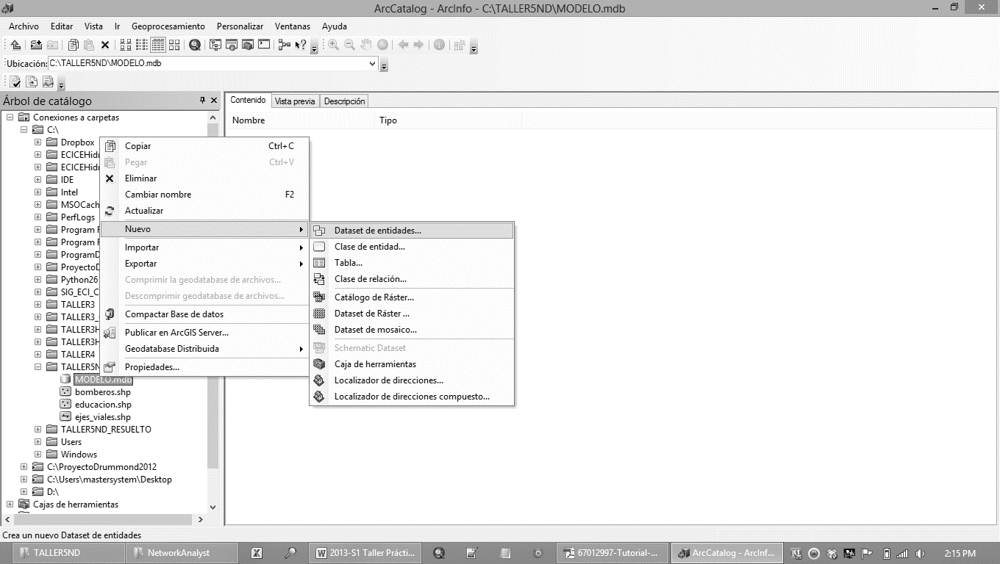 ArcCatalog - ArcInfo - C:\TALLER5ND\MODELO.mdb
Archivo Editar Vista Ir Geoprocesamiento Personalizar Ventanas Ayuda
Ubicación: C:\TALLER5ND\MODELO.mdb
Árbol de catálogo
Contenido Vista previa Descripción
Nombre Tipo
Conexiones a carpetas
C:\
Dropbox
ECICEHidr
ECICEHidr
IDE
Intel
MSOCach
PerfLogs
Program F
Program F
ProgramD
ProyectoD
Python26
SIG_ECI_C
TALLER3
TALLER3_
TALLER3H
TALLER3H
TALLER4
TALLER5N
MODELO.mdb
bomberos.shp
educacion.shp
ejes_viales.shp
TALLER5ND_RESUELTO
Users
Windows
C:\ProyectoDrummond2012
C:\Users\mastersystem\Desktop
D:\
Cajas de herramientas
Copiar Ctrl+C
Pegar Ctrl+V
Eliminar
Cambiar nombre F2
Actualizar
Nuevo
Importar
Exportar
Comprimir la geodatabase de archivos...
Descomprimir geodatabase de archivos...
Compactar Base de datos
Publicar en ArcGIS Server...
Geodatabase Distribuida
Propiedades...
Dataset de entidades...
Clase de entidad...
Tabla...
Clase de relación...
Catálogo de Ráster...
Dataset de Ráster ...
Dataset de mosaico...
Schematic Dataset
Caja de herramientas
Localizador de direcciones...
Localizador de direcciones compuesto...
Crea un nuevo Dataset de entidades
TALLER5ND NetworkAnalyst 2013-S1 Taller Prácti... 67012997-Tutorial-... ArcCatalog - ArcInf... 2:15 PM